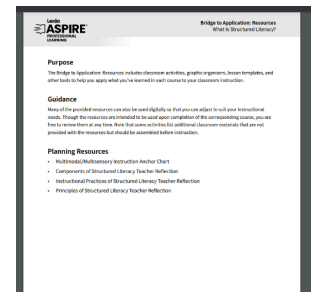 Lexia
ASPIRE
PROFESSIONAL
LEARNING
Bridge to Application: Resources
What Is Structured Literacy?
Purpose
The Bridge to Application: Resources includes classroom activities, graphic organizers, lesson templates, and
other tools to help you apply what you've learned in each course to your classroom instruction.
Guidance
Many of the provided resources can also be used digitally so that you can adjust to suit your instructional
needs. Though the resources are intended to be used upon completion of the corresponding course, you are
free to review them at any time. Note that some activities list additional classroom materials that are not
provided with the resources but should be assembled before instruction.
Planning Resources
• Multimodal/Multisensory Instruction Anchor Chart
• Components of Structured Literacy Teacher Reflection
• Instructional Practices of Structured Literacy Teacher Reflection
• Principles of Structured Literacy Teacher Reflection